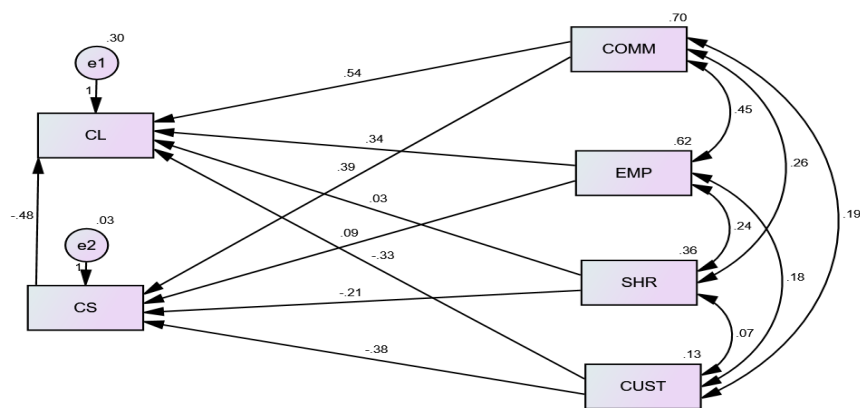 .70
.30
COMM
e1
1
.54
.45
CL
.34
.62
.26
EMP
.39
.03
.19
-.48
.03
e2
.09
.24
1
-.33
.36
.18
SHR
CS
-.21
.07
-.38
.13
CUST